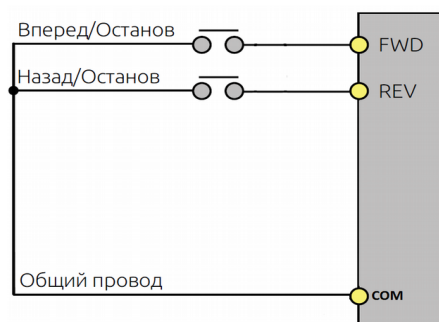 Вперед/Останов
FWD
Назад/Останов
REV
Общий провод
COM